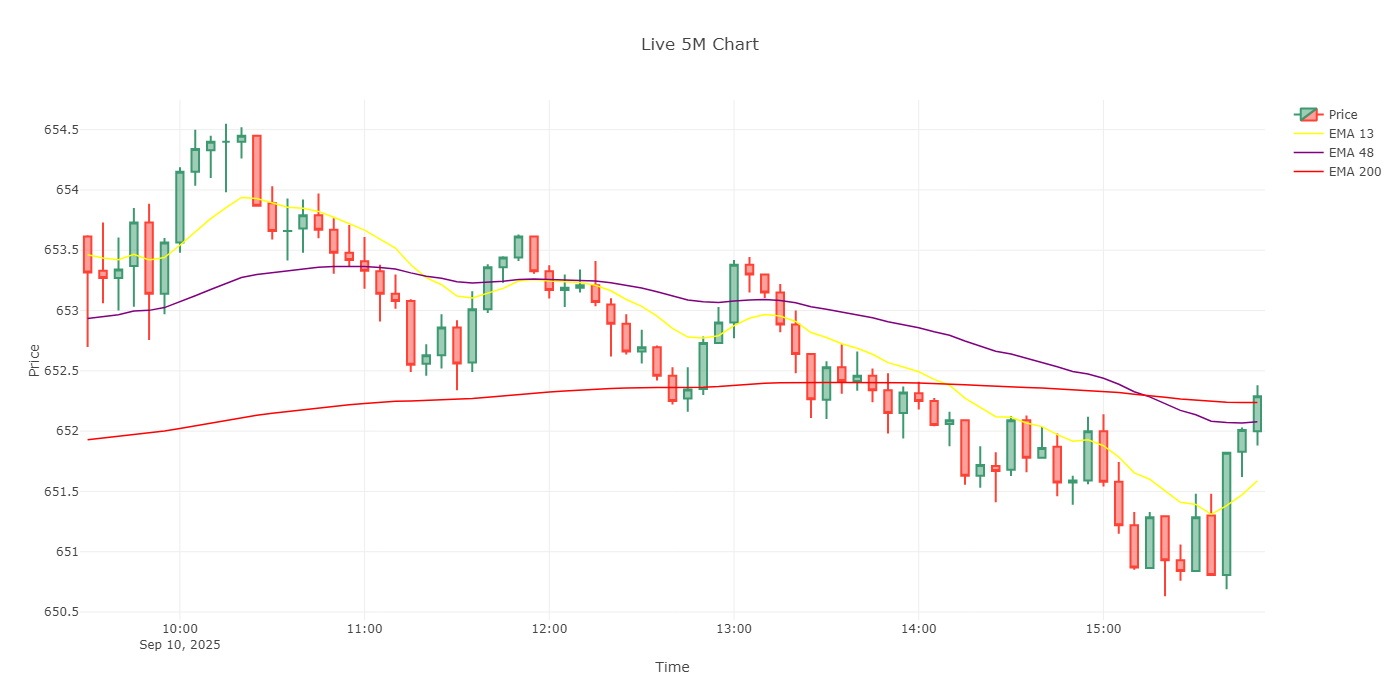 Live 5M Chart
Price
EMA 13
EMA 48
EMA 200
654.5
654
653.5
653
652.5
652
651.5
651
650.5
Price
10:00
11:00
12:00
13:00
14:00
15:00
Sep 10, 2025
Time